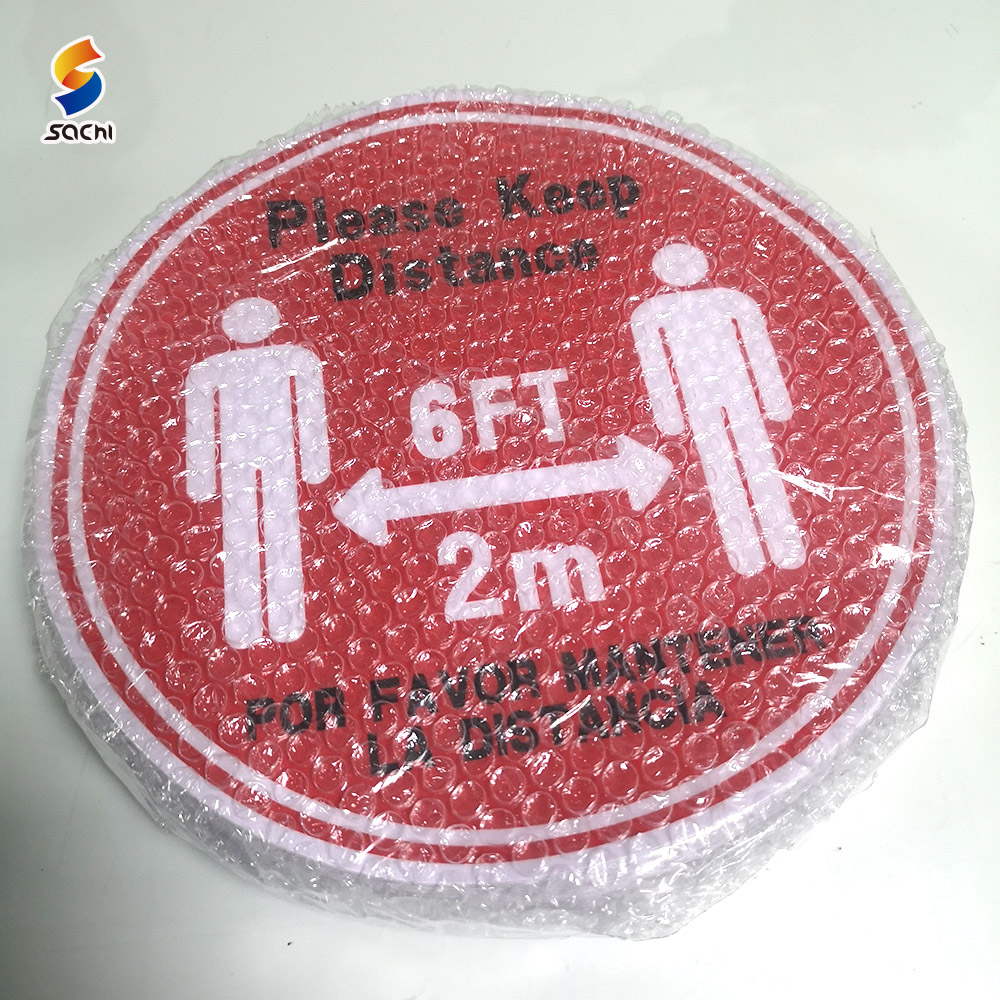 SACHI
Please Keep
Distance
6FT
2m
POR FAVOR MANTENER
LA DISTANCIA